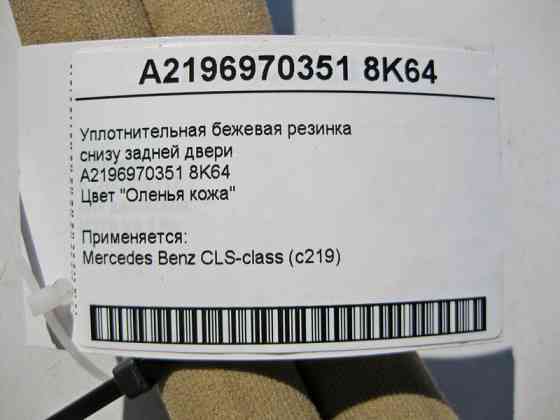 A2196970351 8K64
Уплотнительная бежевая резинка
снизу задней двери
A2196970351 8K64
Цвет "Оленья кожа"
Применяется:
Mercedes Benz CLS-class (c219)